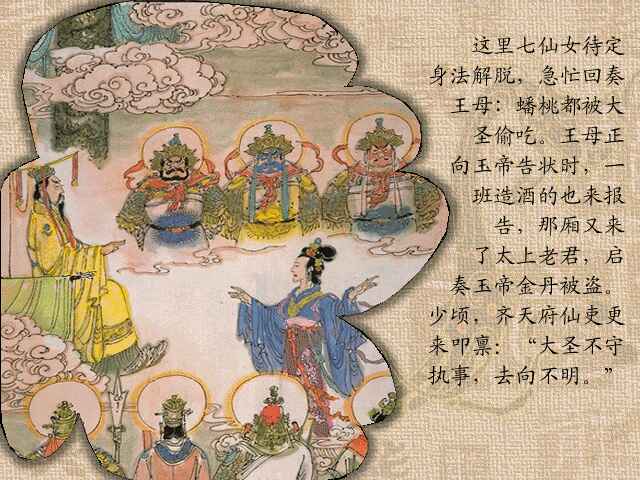 这里七仙女待定
身法解脱，急忙回奏
王母：蟠桃都被大
圣偷吃。王母正
向玉帝告状时，一
班造酒的也来报
告，那厢又来
了太上老君，启
奏玉帝金丹被盗。
少顷，齐天府仙吏更
来叩禀：“大圣不守
执事，去向不明。”